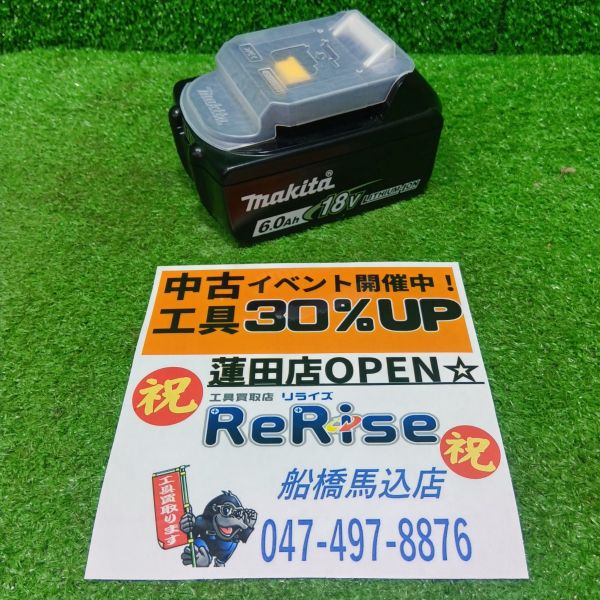 makita
makita
6.0Ah 18V LITHIUM-ION
中古イベント開催中!
工具30%UP
蓮田店OPEN☆
祝
工具買取店 リライズ
ReRise
祝
船橋馬込店
工具買取ります
047-497-8876